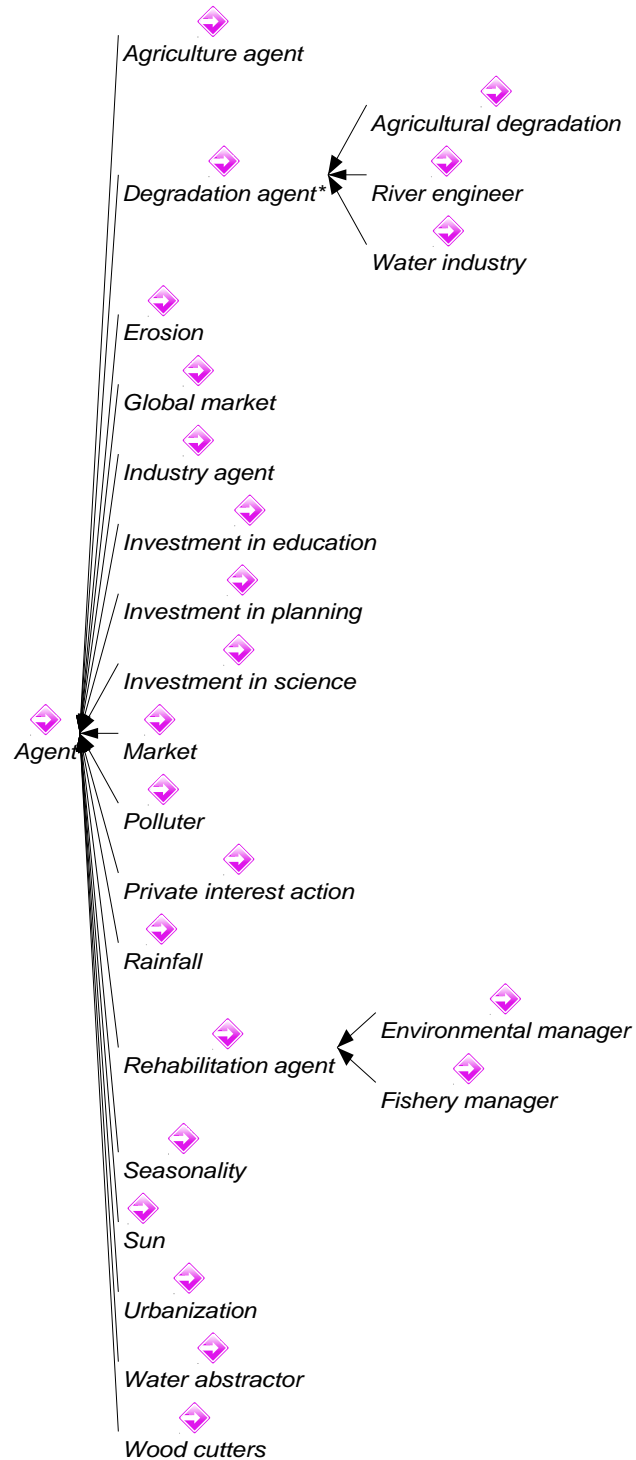 Agriculture agent
Agricultural degradation
Degradation agent*
River engineer
Water industry
Erosion
Global market
Industry agent
Investment in education
Investment in planning
Investment in science
Agent
Market
Polluter
Private interest action
Rainfall
Environmental manager
Rehabilitation agent
Fishery manager
Seasonality
Sun
Urbanization
Water abstractor
Wood cutters